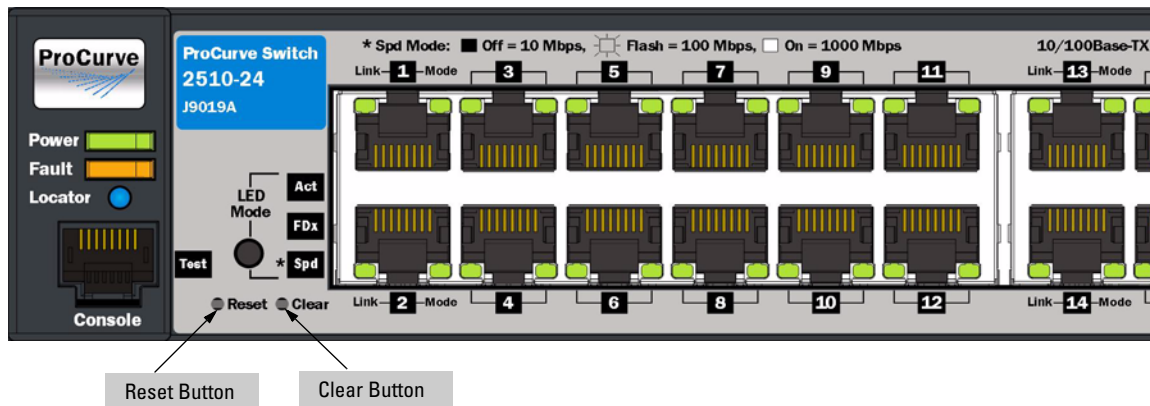 ProCurve
ProCurve Switch
2510-24
J9019A
* Spd Mode: Off = 10 Mbps, Flash = 100 Mbps, On = 1000 Mbps
10/100Base-TX
Link 1 Mode 3 5 7 9 11
Link 13 Mode
Power
Fault
Locator
LED
Mode
Act
FDx
* Spd
Test
Reset Clear
Console
Link 2 Mode 4 6 8 10 12
Link 14 Mode
Reset Button
Clear Button